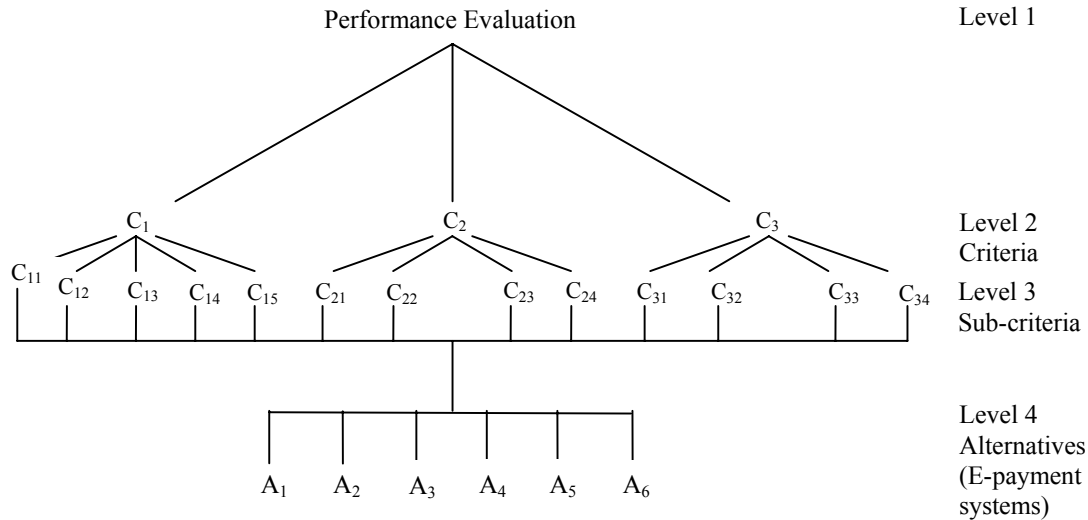 Performance Evaluation
Level 1
C₁ C₂ C₃
Level 2
Criteria
C₁₁ C₁₂ C₁₃ C₁₄ C₁₅ C₂₁ C₂₂ C₂₃ C₂₄ C₃₁ C₃₂ C₃₃ C₃₄
Level 3
Sub-criteria
A₁ A₂ A₃ A₄ A₅ A₆
Level 4
Alternatives
(E-payment
systems)